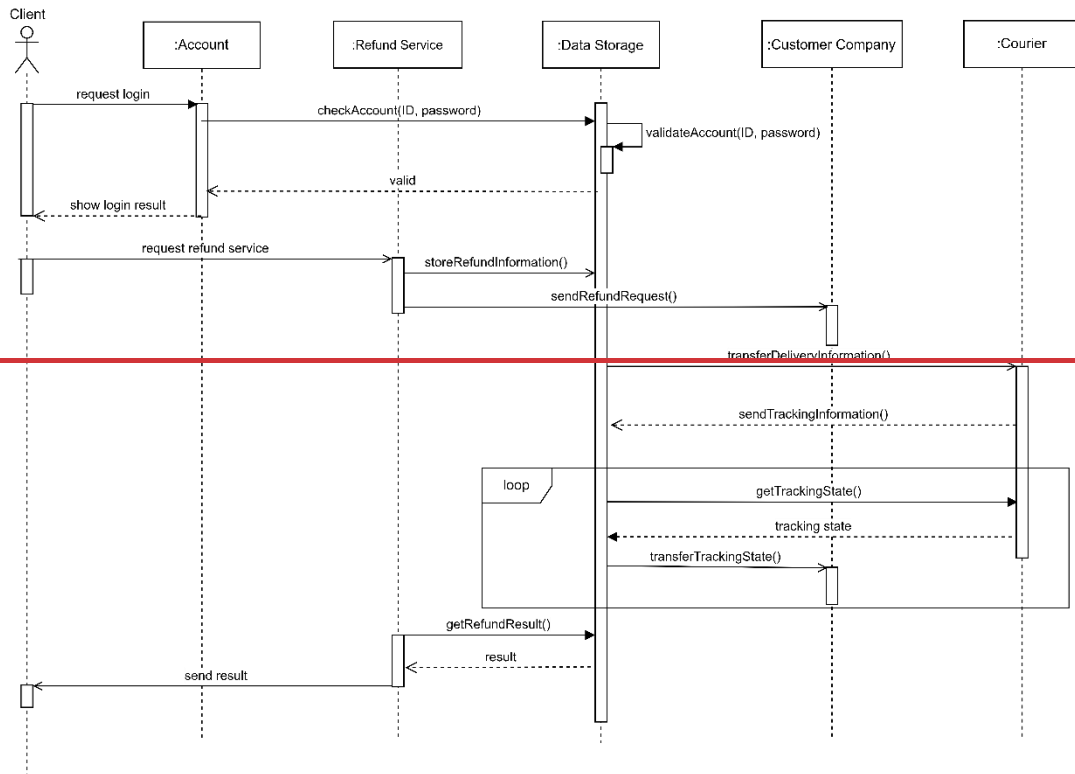 Client
:Account
:Refund Service
:Data Storage
:Customer Company
:Courier
request login
checkAccount(ID, password)
validateAccount(ID, password)
valid
show login result
request refund service
storeRefundInformation()
sendRefundRequest()
transferDeliveryInformation()
sendTrackingInformation()
loop
getTrackingState()
tracking state
transferTrackingState()
getRefundResult()
result
send result